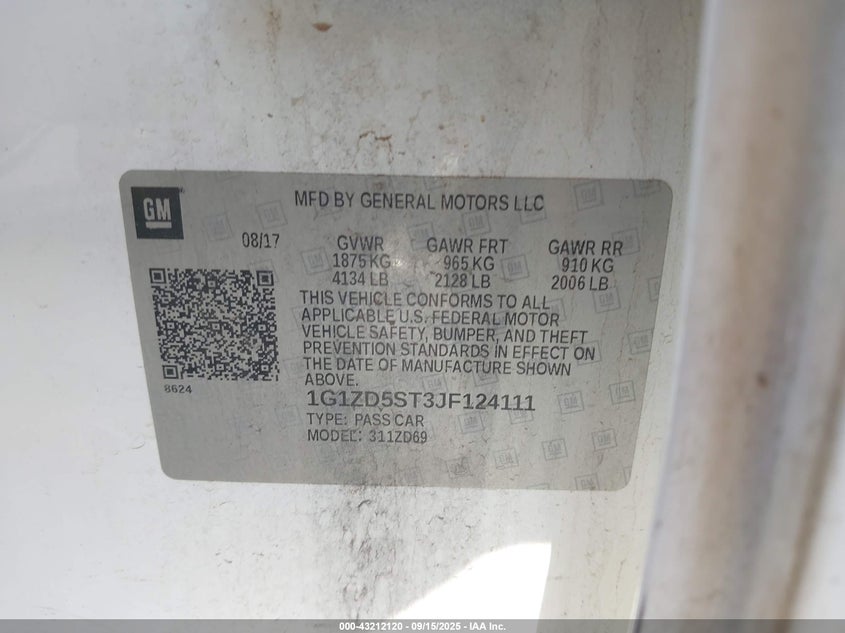 GM
MFD BY GENERAL MOTORS LLC
08/17 GVWR GAWR FRT GAWR RR
1875 KG 965 KG 910 KG
4134 LB 2128 LB 2006 LB
THIS VEHICLE CONFORMS TO ALL
APPLICABLE U.S. FEDERAL MOTOR
VEHICLE SAFETY, BUMPER, AND THEFT
PREVENTION STANDARDS IN EFFECT ON
THE DATE OF MANUFACTURE SHOWN
ABOVE.
8624
1G1ZD5ST3JF124111
TYPE: PASS CAR
MODEL: 311ZD69
000-43212120 - 09/15/2025 - IAA Inc.